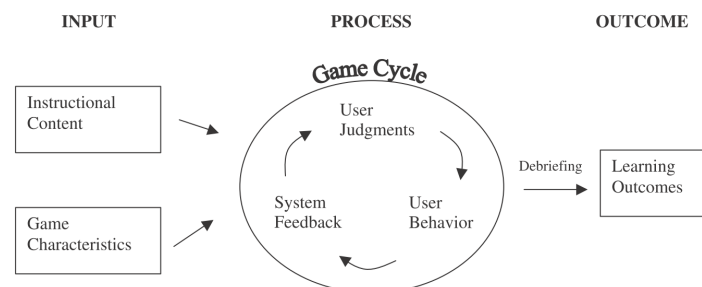 INPUT
PROCESS
OUTCOME
Game Cycle
Instructional
Content
Game
Characteristics
User
Judgments
System
Feedback
User
Behavior
Debriefing
Learning
Outcomes